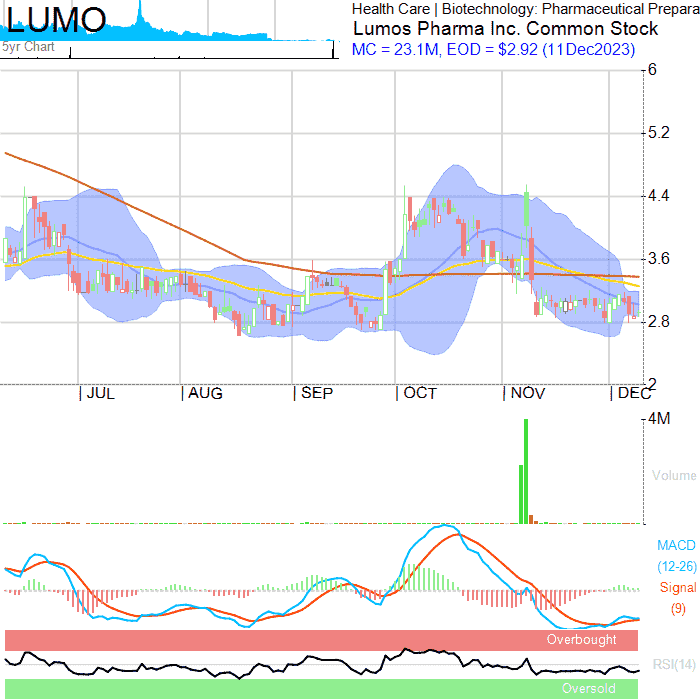 LUMO
5yr Chart
Health Care | Biotechnology: Pharmaceutical Prepara
Lumos Pharma Inc. Common Stock
MC = 23.1M, EOD = $2.92 (11Dec2023)
6
5.2
4.4
3.6
2.8
2
JUL AUG SEP OCT NOV DEC
4M
Volume
MACD
(12-26)
Signal
(9)
Overbought
RSI(14)
Oversold